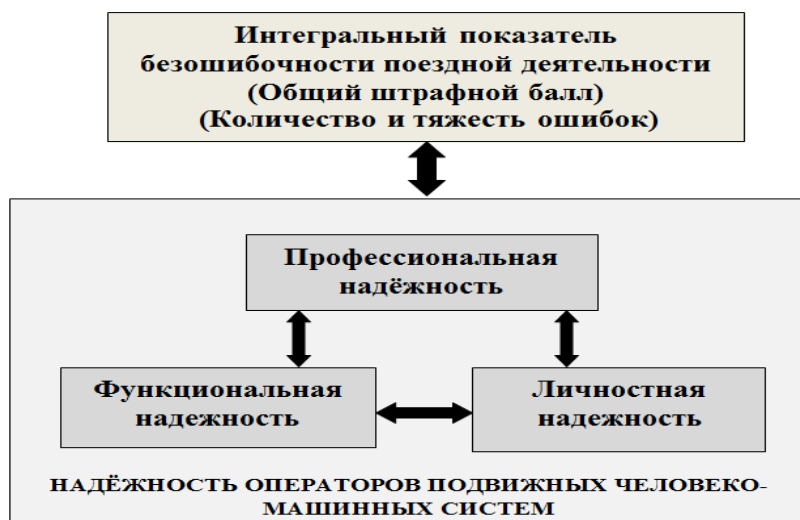 Интегральный показатель
безошибочности поездной деятельности
(Общий штрафной балл)
(Количество и тяжесть ошибок)
Профессиональная
надёжность
Функциональная
надежность
Личностная
надежность
НАДЁЖНОСТЬ ОПЕРАТОРОВ ПОДВИЖНЫХ ЧЕЛОВЕКО-
МАШИННЫХ СИСТЕМ